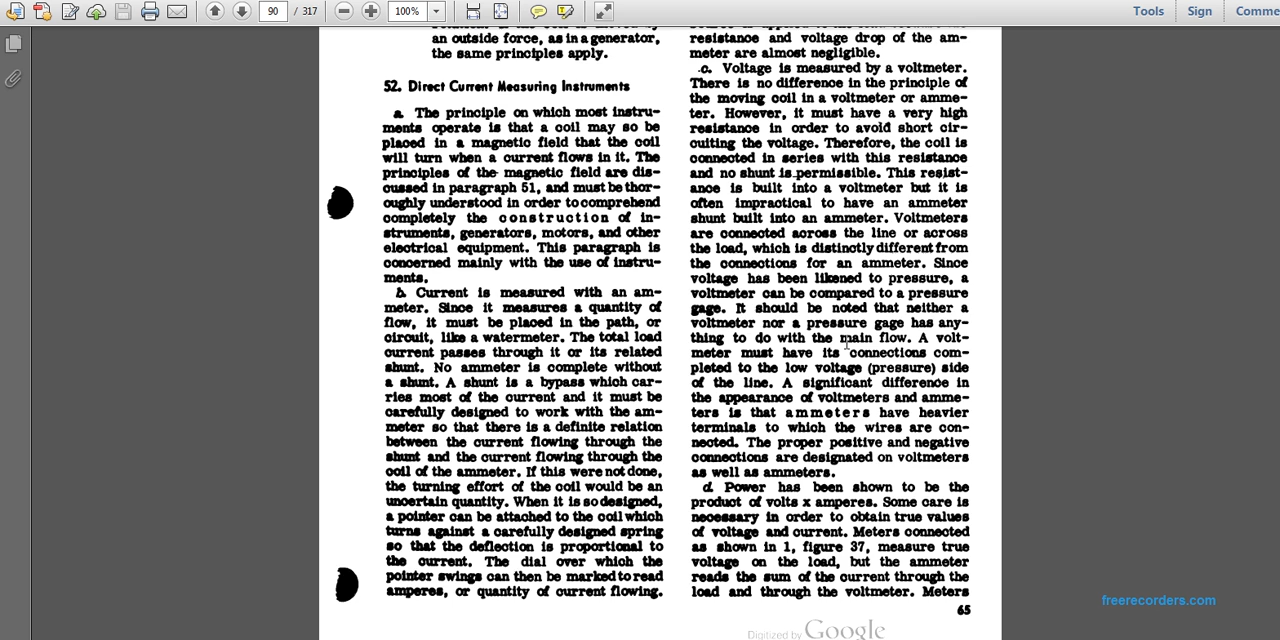 90 / 317
100%
Tools
Sign
Comme
an outside force, as in a generator,
the same principles apply.
52. Direct Current Measuring Instruments
a. The principle on which most instru-
ments operate is that a coil may so be
placed in a magnetic field that the coil
will turn when a current flows in it. The
principles of the magnetic field are dis-
cussed in paragraph 51, and must be thor-
oughly understood in order to comprehend
completely the construction of in-
struments, generators, motors, and other
electrical equipment. This paragraph is
concerned mainly with the use of instru-
ments.
b. Current is measured with an am-
meter. Since it measures a quantity of
flow, it must be placed in the path, or
circuit, like a watermeter. The total load
current passes through it or its related
shunt. No ammeter is complete without
a shunt. A shunt is a bypass which car-
ries most of the current and it must be
carefully designed to work with the am-
meter so that there is a definite relation
between the current flowing through the
shunt and the current flowing through the
coil of the ammeter. If this were not done,
the turning effort of the coil would be an
uncertain quantity. When it is so designed,
a pointer can be attached to the coil which
turns against a carefully designed spring
so that the deflection is proportional to
the current. The dial over which the
pointer swings can then be marked to read
amperes, or quantity of current flowing.
resistance and voltage drop of the am-
meter are almost negligible.
c. Voltage is measured by a voltmeter.
There is no difference in the principle of
the moving coil in a voltmeter or amme-
ter. However, it must have a very high
resistance in order to avoid short cir-
cuiting the voltage. Therefore, the coil is
connected in series with this resistance
and no shunt is permissible. This resist-
ance is built into a voltmeter but it is
often impractical to have an ammeter
shunt built into an ammeter. Voltmeters
are connected across the line or across
the load, which is distinctly different from
the connections for an ammeter. Since
voltage has been likened to pressure, a
voltmeter can be compared to a pressure
gage. It should be noted that neither a
voltmeter nor a pressure gage has any-
thing to do with the main flow. A volt-
meter must have its connections com-
pleted to the low voltage (pressure) side
of the line. A significant difference in
the appearance of voltmeters and amme-
ters is that ammeters have heavier
terminals to which the wires are con-
nected. The proper positive and negative
connections are designated on voltmeters
as well as ammeters.
d. Power has been shown to be the
product of volts x amperes. Some care is
necessary in order to obtain true values
of voltage and current. Meters connected
as shown in 1, figure 37, measure true
voltage on the load, but the ammeter
reads the sum of the current through the
load and through the voltmeter. Meters
65
Digitized by Google
freerecorders.com